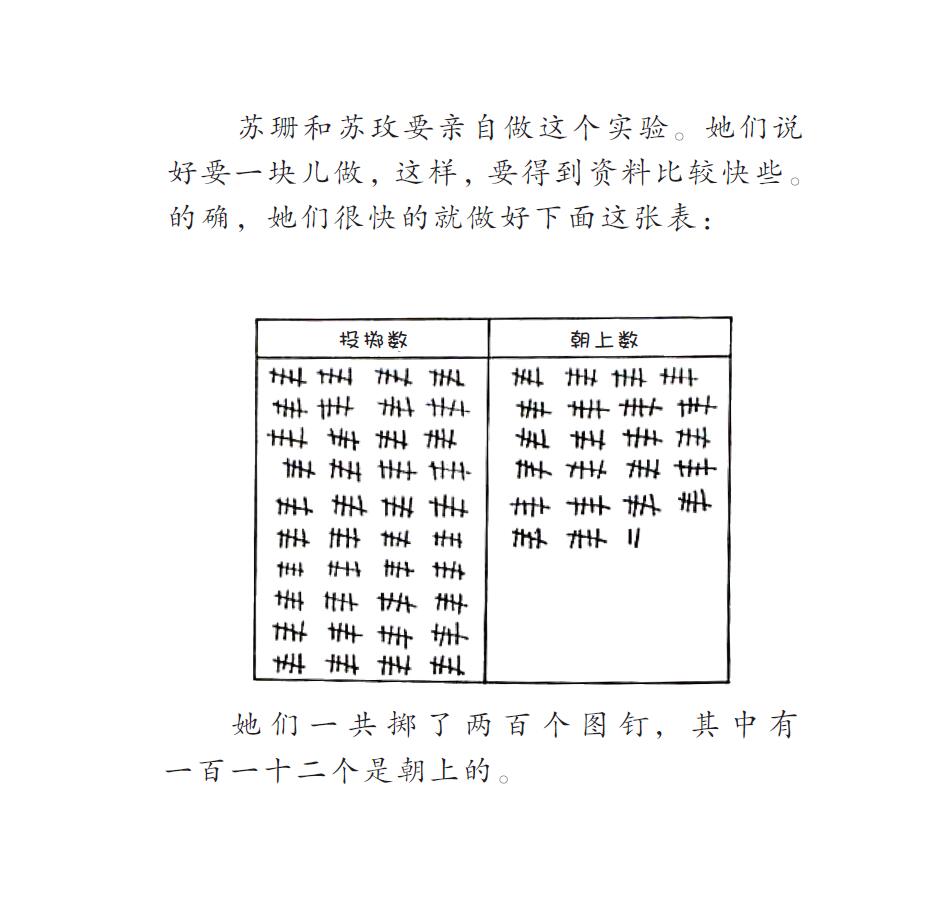 苏珊和苏玫要亲自做这个实验。她们说
好要一块儿做，这样，要得到资料比较快些。
的确，她们很快的就做好下面这张表：
投掷数 朝上数
她们一共掷了两百个图钉，其中有
一百一十二个是朝上的。